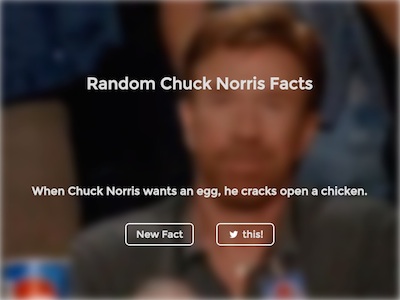 Random Chuck Norris Facts
When Chuck Norris wants an egg, he cracks open a chicken.
New Fact
this!